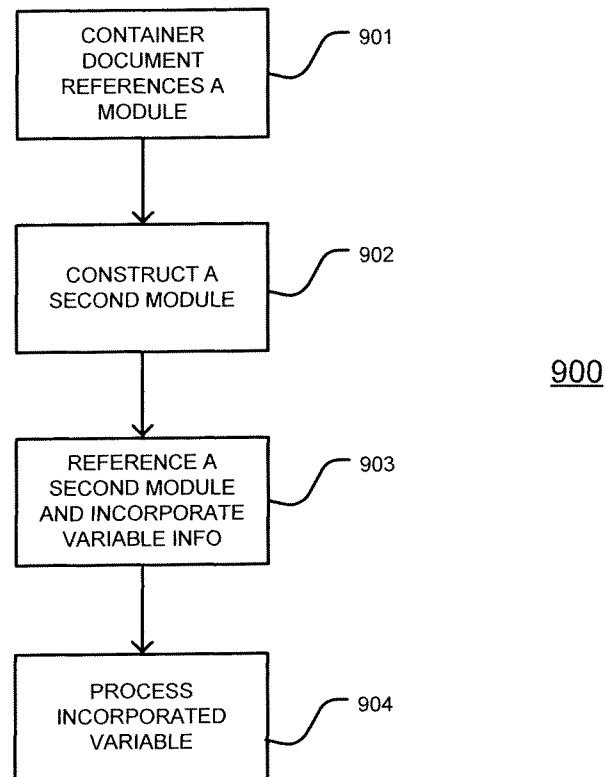 CONTAINER
DOCUMENT
REFERENCES A
MODULE
901
CONSTRUCT A
SECOND MODULE
902
900
REFERENCE A
SECOND MODULE
AND INCORPORATE
VARIABLE INFO
903
PROCESS
INCORPORATED
VARIABLE
904